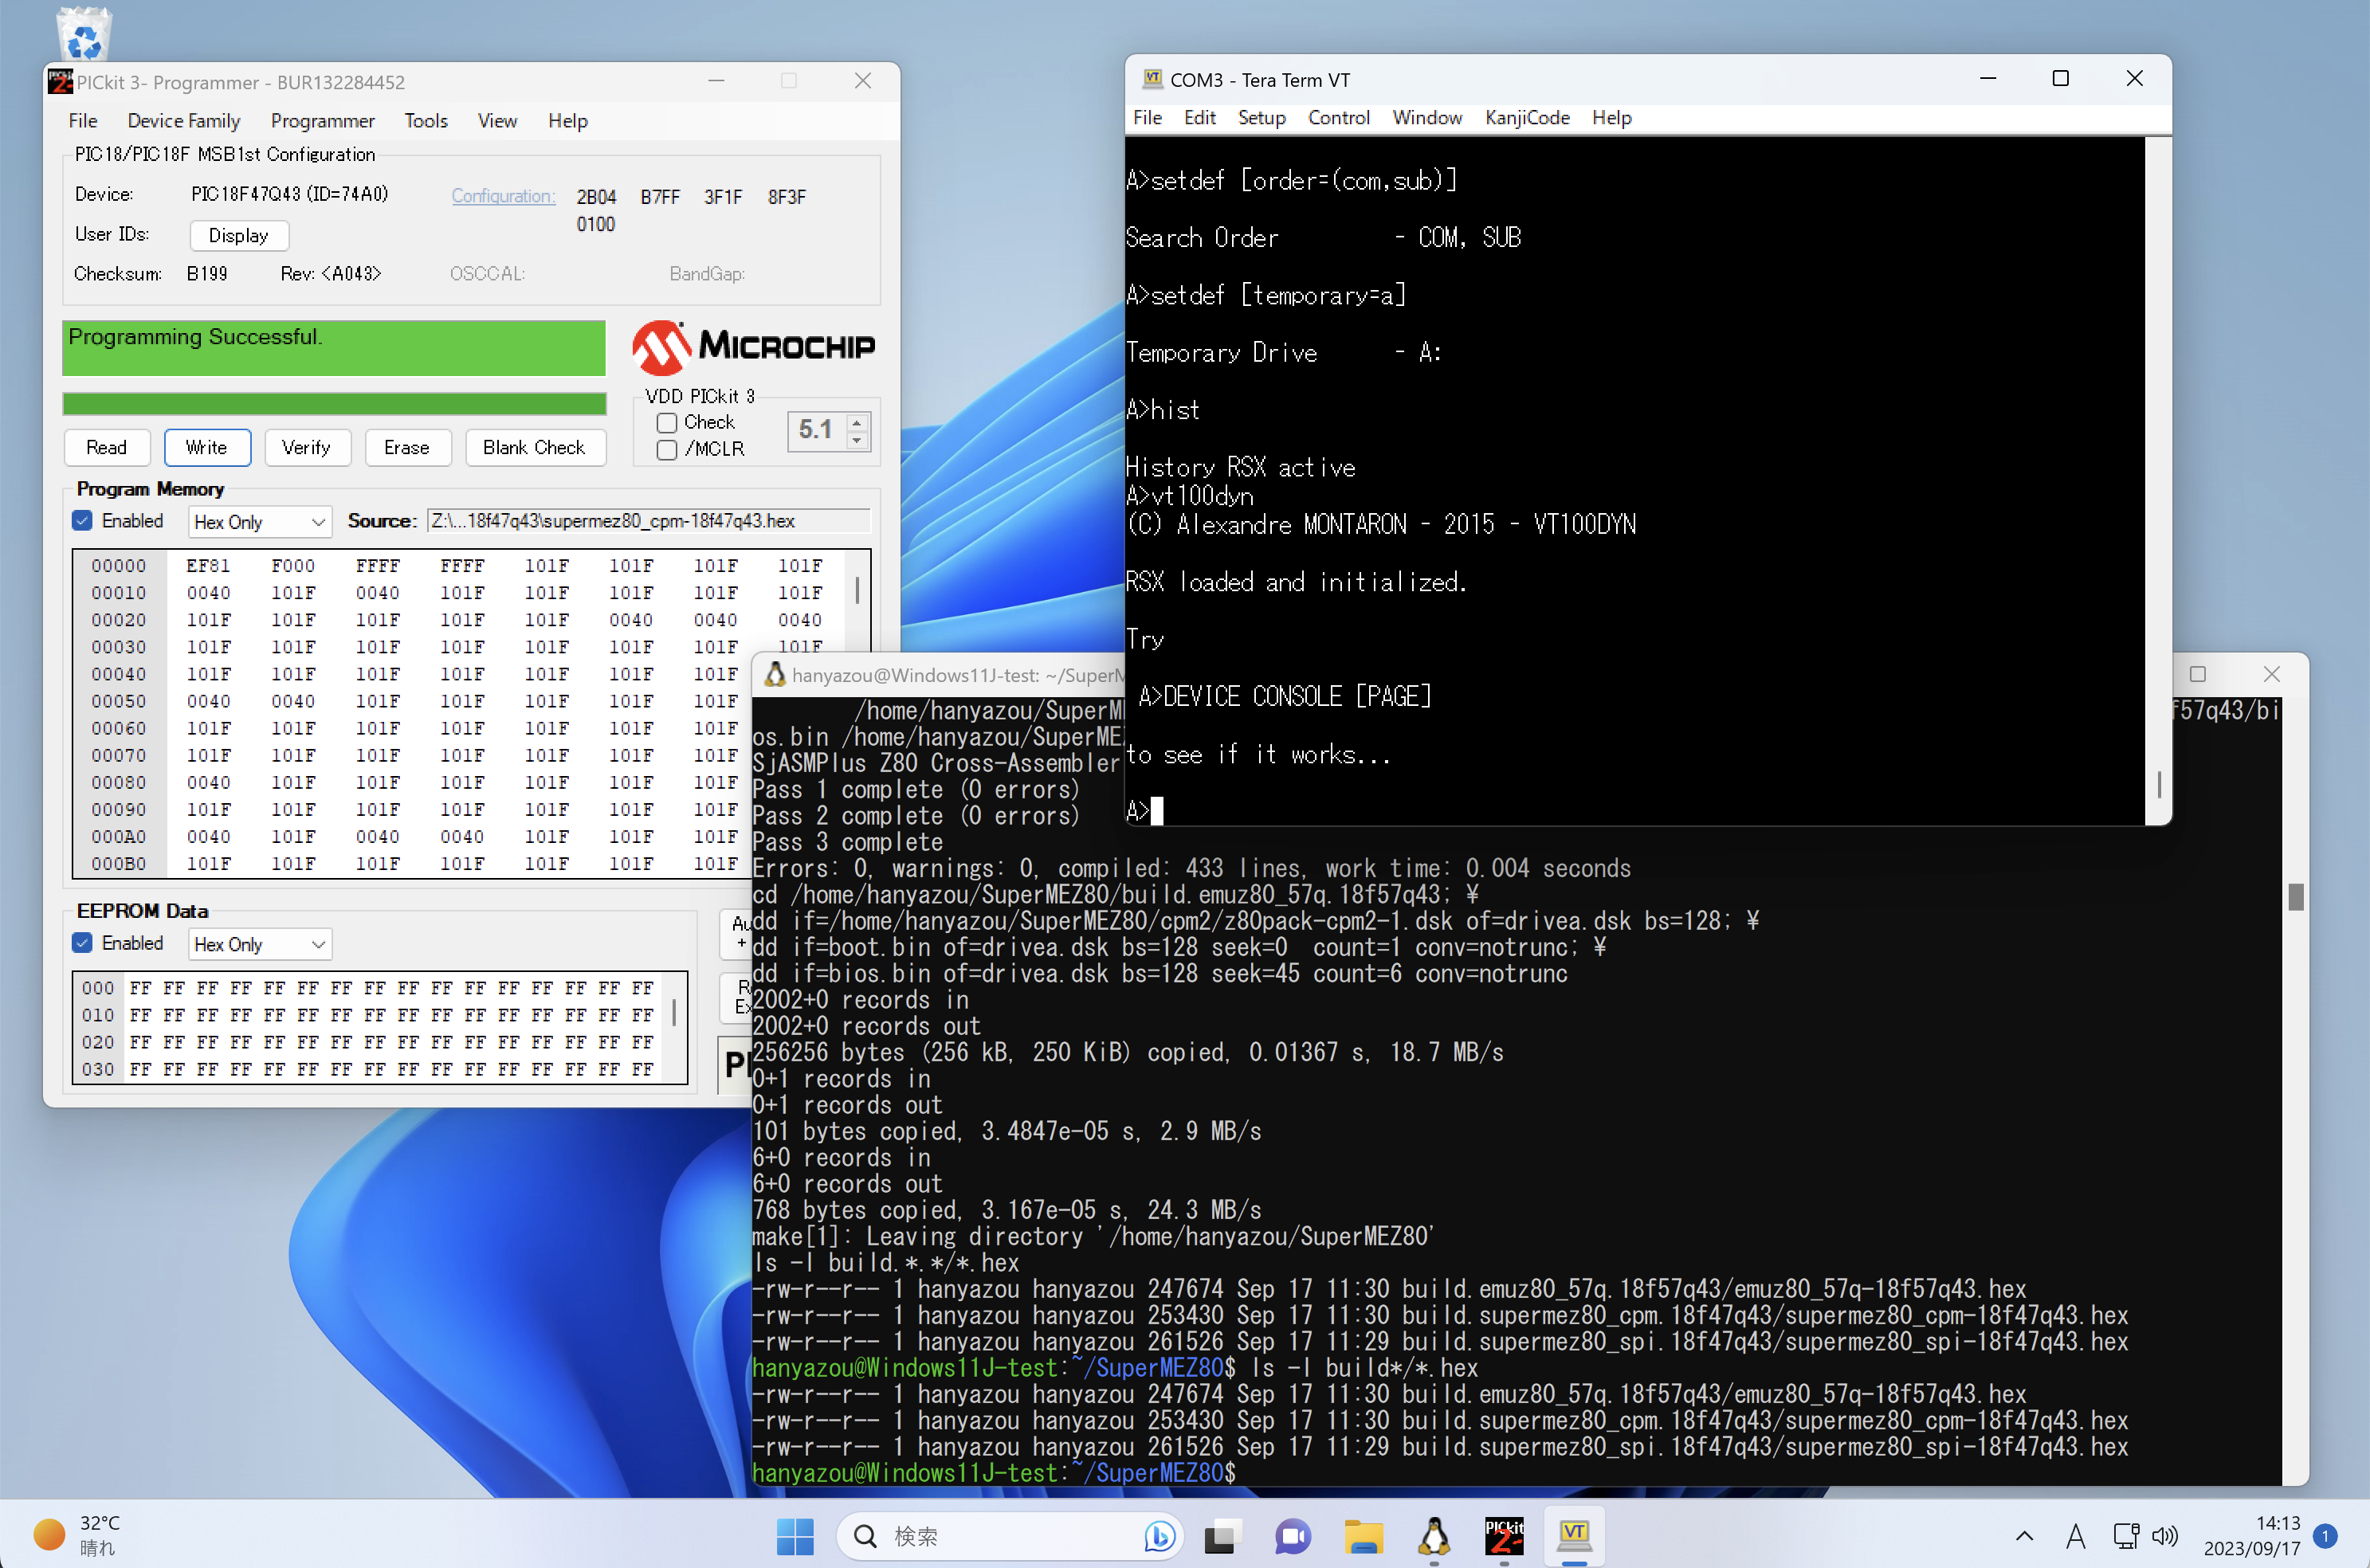 PICkit 3- Programmer - BUR132284452
File Device Family Programmer Tools View Help
PIC18/PIC18F MSB1st Configuration
Device: PIC18F47Q43 (ID=74A0) Configuration: 2B04 B7FF 3F1F 8F3F
0100
User IDs: Display
Checksum: B199 Rev: <A043> OSCCAL: BandGap:
Programming Successful.
MICROCHIP
VDD PICkit 3
Check
/MCLR
5.1
Read Write Verify Erase Blank Check
Program Memory
Enabled Hex Only Source: Z:\...18f47q43\supermez80_cpm-18f47q43.hex
00000 EF81 F000 FFFF FFFF 101F 101F 101F 101F
00010 0040 101F 0040 101F 101F 101F 101F 101F
00020 101F 101F 101F 101F 101F 0040 0040 0040
00030 101F 101F 101F 101F 101F 101F 101F 101F
00040 101F 101F 101F 101F 101F 101F 101F
00050 0040 0040 101F 101F 101F 101F 101F
00060 101F 101F 101F 101F 101F 101F 101F
00070 101F 101F 101F 101F 101F 101F 101F
00080 0040 101F 101F 101F 101F 101F 101F
00090 101F 101F 101F 101F 101F 101F 101F
000A0 0040 101F 0040 0040 101F 101F 101F
000B0 101F 101F 101F 101F 101F 101F 101F
EEPROM Data
Enabled Hex Only
000 FF FF FF FF FF FF FF FF FF FF FF FF FF FF FF FF
010 FF FF FF FF FF FF FF FF FF FF FF FF FF FF FF FF
020 FF FF FF FF FF FF FF FF FF FF FF FF FF FF FF FF
030 FF FF FF FF FF FF FF FF FF FF FF FF FF FF FF FF
COM3 - Tera Term VT
File Edit Setup Control Window KanjiCode Help
A>setdef [order=(com,sub)]
Search Order - COM, SUB
A>setdef [temporary=a]
Temporary Drive - A:
A>hist
History RSX active
A>vt100dyn
(C) Alexandre MONTARON - 2015 - VT100DYN
RSX loaded and initialized.
Try
A>DEVICE CONSOLE [PAGE]
to see if it works...
A>
hanyazou@Windows11J-test: ~/SuperM
/home/hanyazou/SuperM f57q43/bi
os.bin /home/hanyazou/SuperMEZ
SjASMPlus Z80 Cross-Assembler
Pass 1 complete (0 errors)
Pass 2 complete (0 errors)
Pass 3 complete
Errors: 0, warnings: 0, compiled: 433 lines, work time: 0.004 seconds
cd /home/hanyazou/SuperMEZ80/build.emuz80_57q.18f57q43; ¥
dd if=/home/hanyazou/SuperMEZ80/cpm2/z80pack-cpm2-1.dsk of=drivea.dsk bs=128; ¥
dd if=boot.bin of=drivea.dsk bs=128 seek=0 count=1 conv=notrunc; ¥
dd if=bios.bin of=drivea.dsk bs=128 seek=45 count=6 conv=notrunc
2002+0 records in
2002+0 records out
256256 bytes (256 kB, 250 KiB) copied, 0.01367 s, 18.7 MB/s
0+1 records in
0+1 records out
101 bytes copied, 3.4847e-05 s, 2.9 MB/s
6+0 records in
6+0 records out
768 bytes copied, 3.167e-05 s, 24.3 MB/s
make[1]: Leaving directory '/home/hanyazou/SuperMEZ80'
ls -l build.*.*/*.hex
-rw-r--r-- 1 hanyazou hanyazou 247674 Sep 17 11:30 build.emuz80_57q.18f57q43/emuz80_57q-18f57q43.hex
-rw-r--r-- 1 hanyazou hanyazou 253430 Sep 17 11:30 build.supermez80_cpm.18f47q43/supermez80_cpm-18f47q43.hex
-rw-r--r-- 1 hanyazou hanyazou 261526 Sep 17 11:29 build.supermez80_spi.18f47q43/supermez80_spi-18f47q43.hex
hanyazou@Windows11J-test:~/SuperMEZ80$ ls -l build*/*.hex
-rw-r--r-- 1 hanyazou hanyazou 247674 Sep 17 11:30 build.emuz80_57q.18f57q43/emuz80_57q-18f57q43.hex
-rw-r--r-- 1 hanyazou hanyazou 253430 Sep 17 11:30 build.supermez80_cpm.18f47q43/supermez80_cpm-18f47q43.hex
-rw-r--r-- 1 hanyazou hanyazou 261526 Sep 17 11:29 build.supermez80_spi.18f47q43/supermez80_spi-18f47q43.hex
hanyazou@Windows11J-test:~/SuperMEZ80$
32°C
晴れ
検索
A
14:13
2023/09/17
1